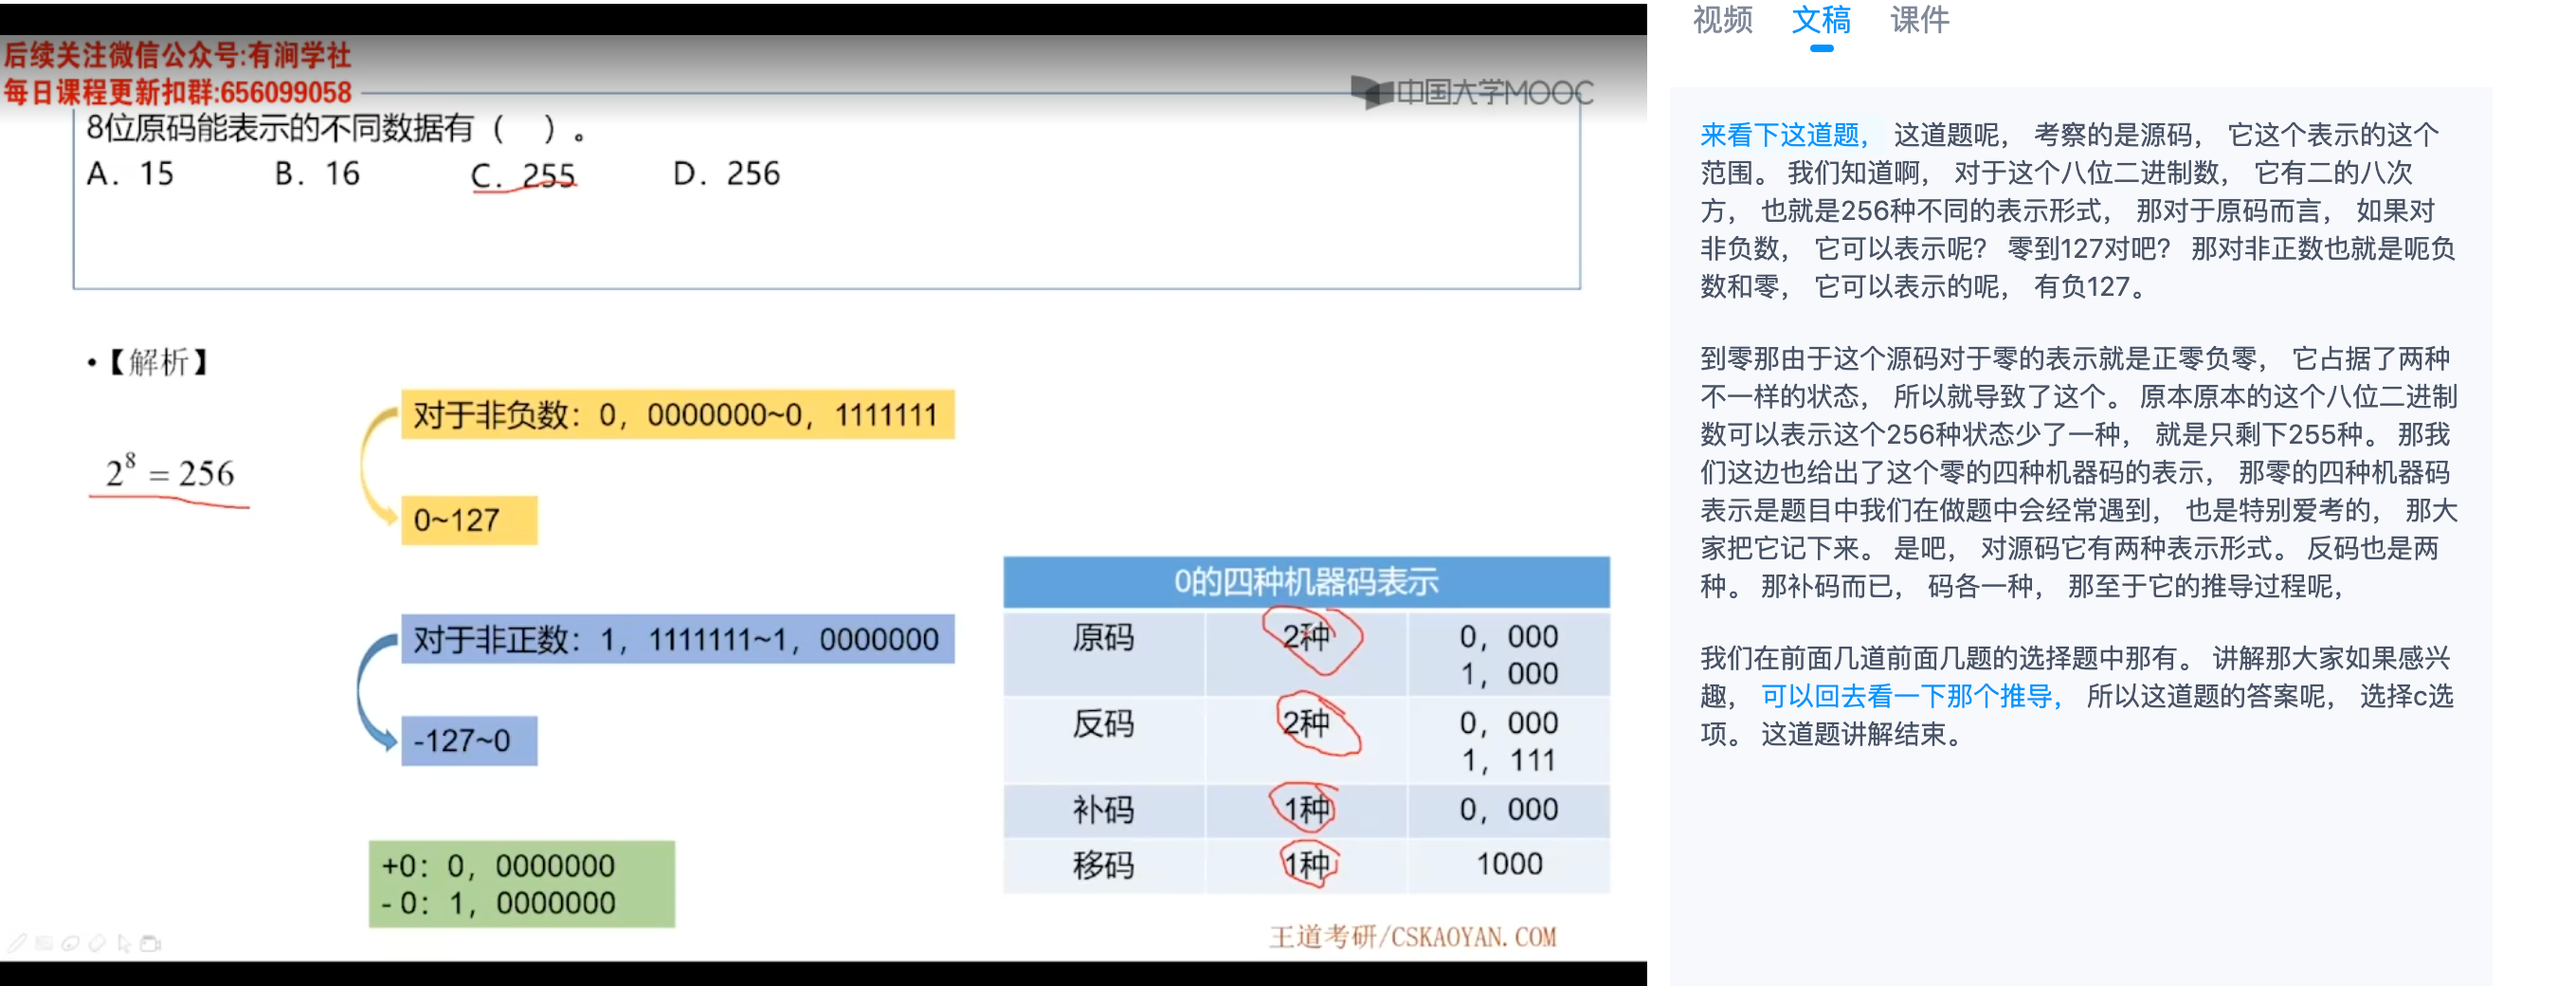 后续关注微信公众号:有涧学社
每日课程更新扣群:656099058
中国大学MOOC
8位原码能表示的不同数据有（　）。
A. 15　B. 16　C. 255　D. 256
•【解析】
2⁸ = 256
对于非负数：0，0000000~0，1111111
0~127
对于非正数：1，1111111~1，0000000
-127~0
+0：0，0000000
- 0：1，0000000
0的四种机器码表示
原码　2种　0，000
1，000
反码　2种　0，000
1，111
补码　1种　0，000
移码　1种　1000
王道考研/CSKAOYAN.COM
视频　文稿　课件
来看下这道题， 这道题呢， 考察的是源码， 它这个表示的这个
范围。 我们知道啊， 对于这个八位二进制数， 它有二的八次
方， 也就是256种不同的表示形式， 那对于原码而言， 如果对
非负数， 它可以表示呢？ 零到127对吧？ 那对非正数也就是呃负
数和零， 它可以表示的呢， 有负127。
到零那由于这个源码对于零的表示就是正零负零， 它占据了两种
不一样的状态， 所以就导致了这个。 原本原本的这个八位二进制
数可以表示这个256种状态少了一种， 就是只剩下255种。 那我
们这边也给出了这个零的四种机器码的表示， 那零的四种机器码
表示是题目中我们在做题中会经常遇到， 也是特别爱考的， 那大
家把它记下来。 是吧， 对源码它有两种表示形式。 反码也是两
种。 那补码而已， 码各一种， 那至于它的推导过程呢，
我们在前面几道前面几题的选择题中那有。 讲解那大家如果感兴
趣， 可以回去看一下那个推导， 所以这道题的答案呢， 选择c选
项。 这道题讲解结束。